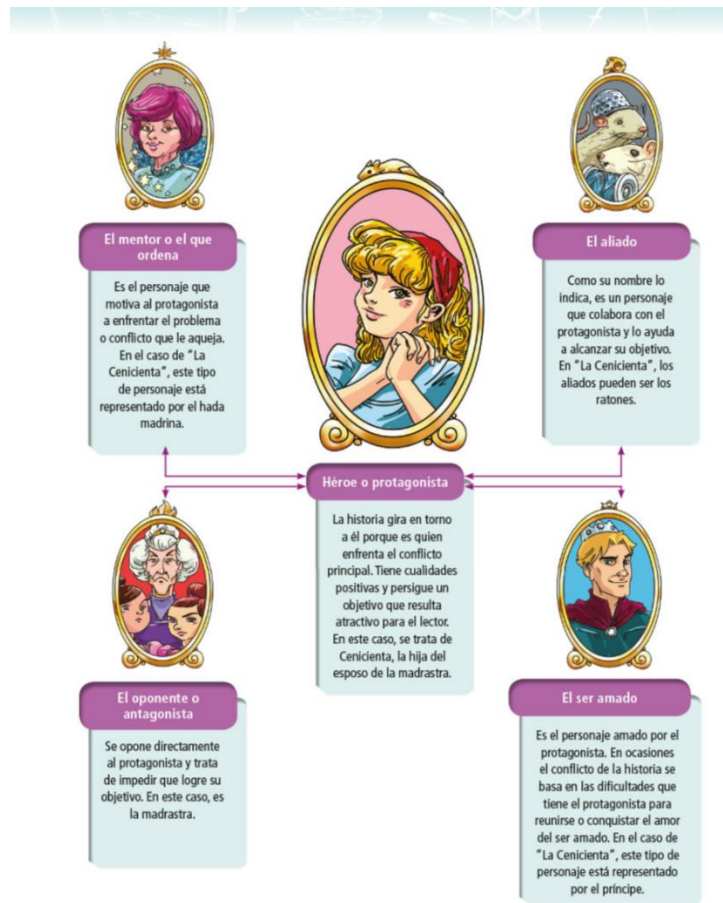 El mentor o el que
ordena
Es el personaje que
motiva al protagonista
a enfrentar el problema
o conflicto que le aqueja.
En el caso de "La
Cenicienta", este tipo
de personaje está
representado por el hada
madrina.
El aliado
Como su nombre lo
indica, es un personaje
que colabora con el
protagonista y lo ayuda
a alcanzar su objetivo.
En "La Cenicienta", los
aliados pueden ser los
ratones.
Héroe o protagonista
La historia gira en torno
a él porque es quien
enfrenta el conflicto
principal. Tiene cualidades
positivas y persigue un
objetivo que resulta
atractivo para el lector.
En este caso, se trata de
Cenicienta, la hija del
esposo de la madrastra.
El oponente o
antagonista
Se opone directamente
al protagonista y trata
de impedir que logre su
objetivo. En este caso, es
la madrastra.
El ser amado
Es el personaje amado por el
protagonista. En ocasiones
el conflicto de la historia se
basa en las dificultades que
tiene el protagonista para
reunirse o conquistar el amor
del ser amado. En el caso de
"La Cenicienta", este tipo de
personaje está representado
por el príncipe.